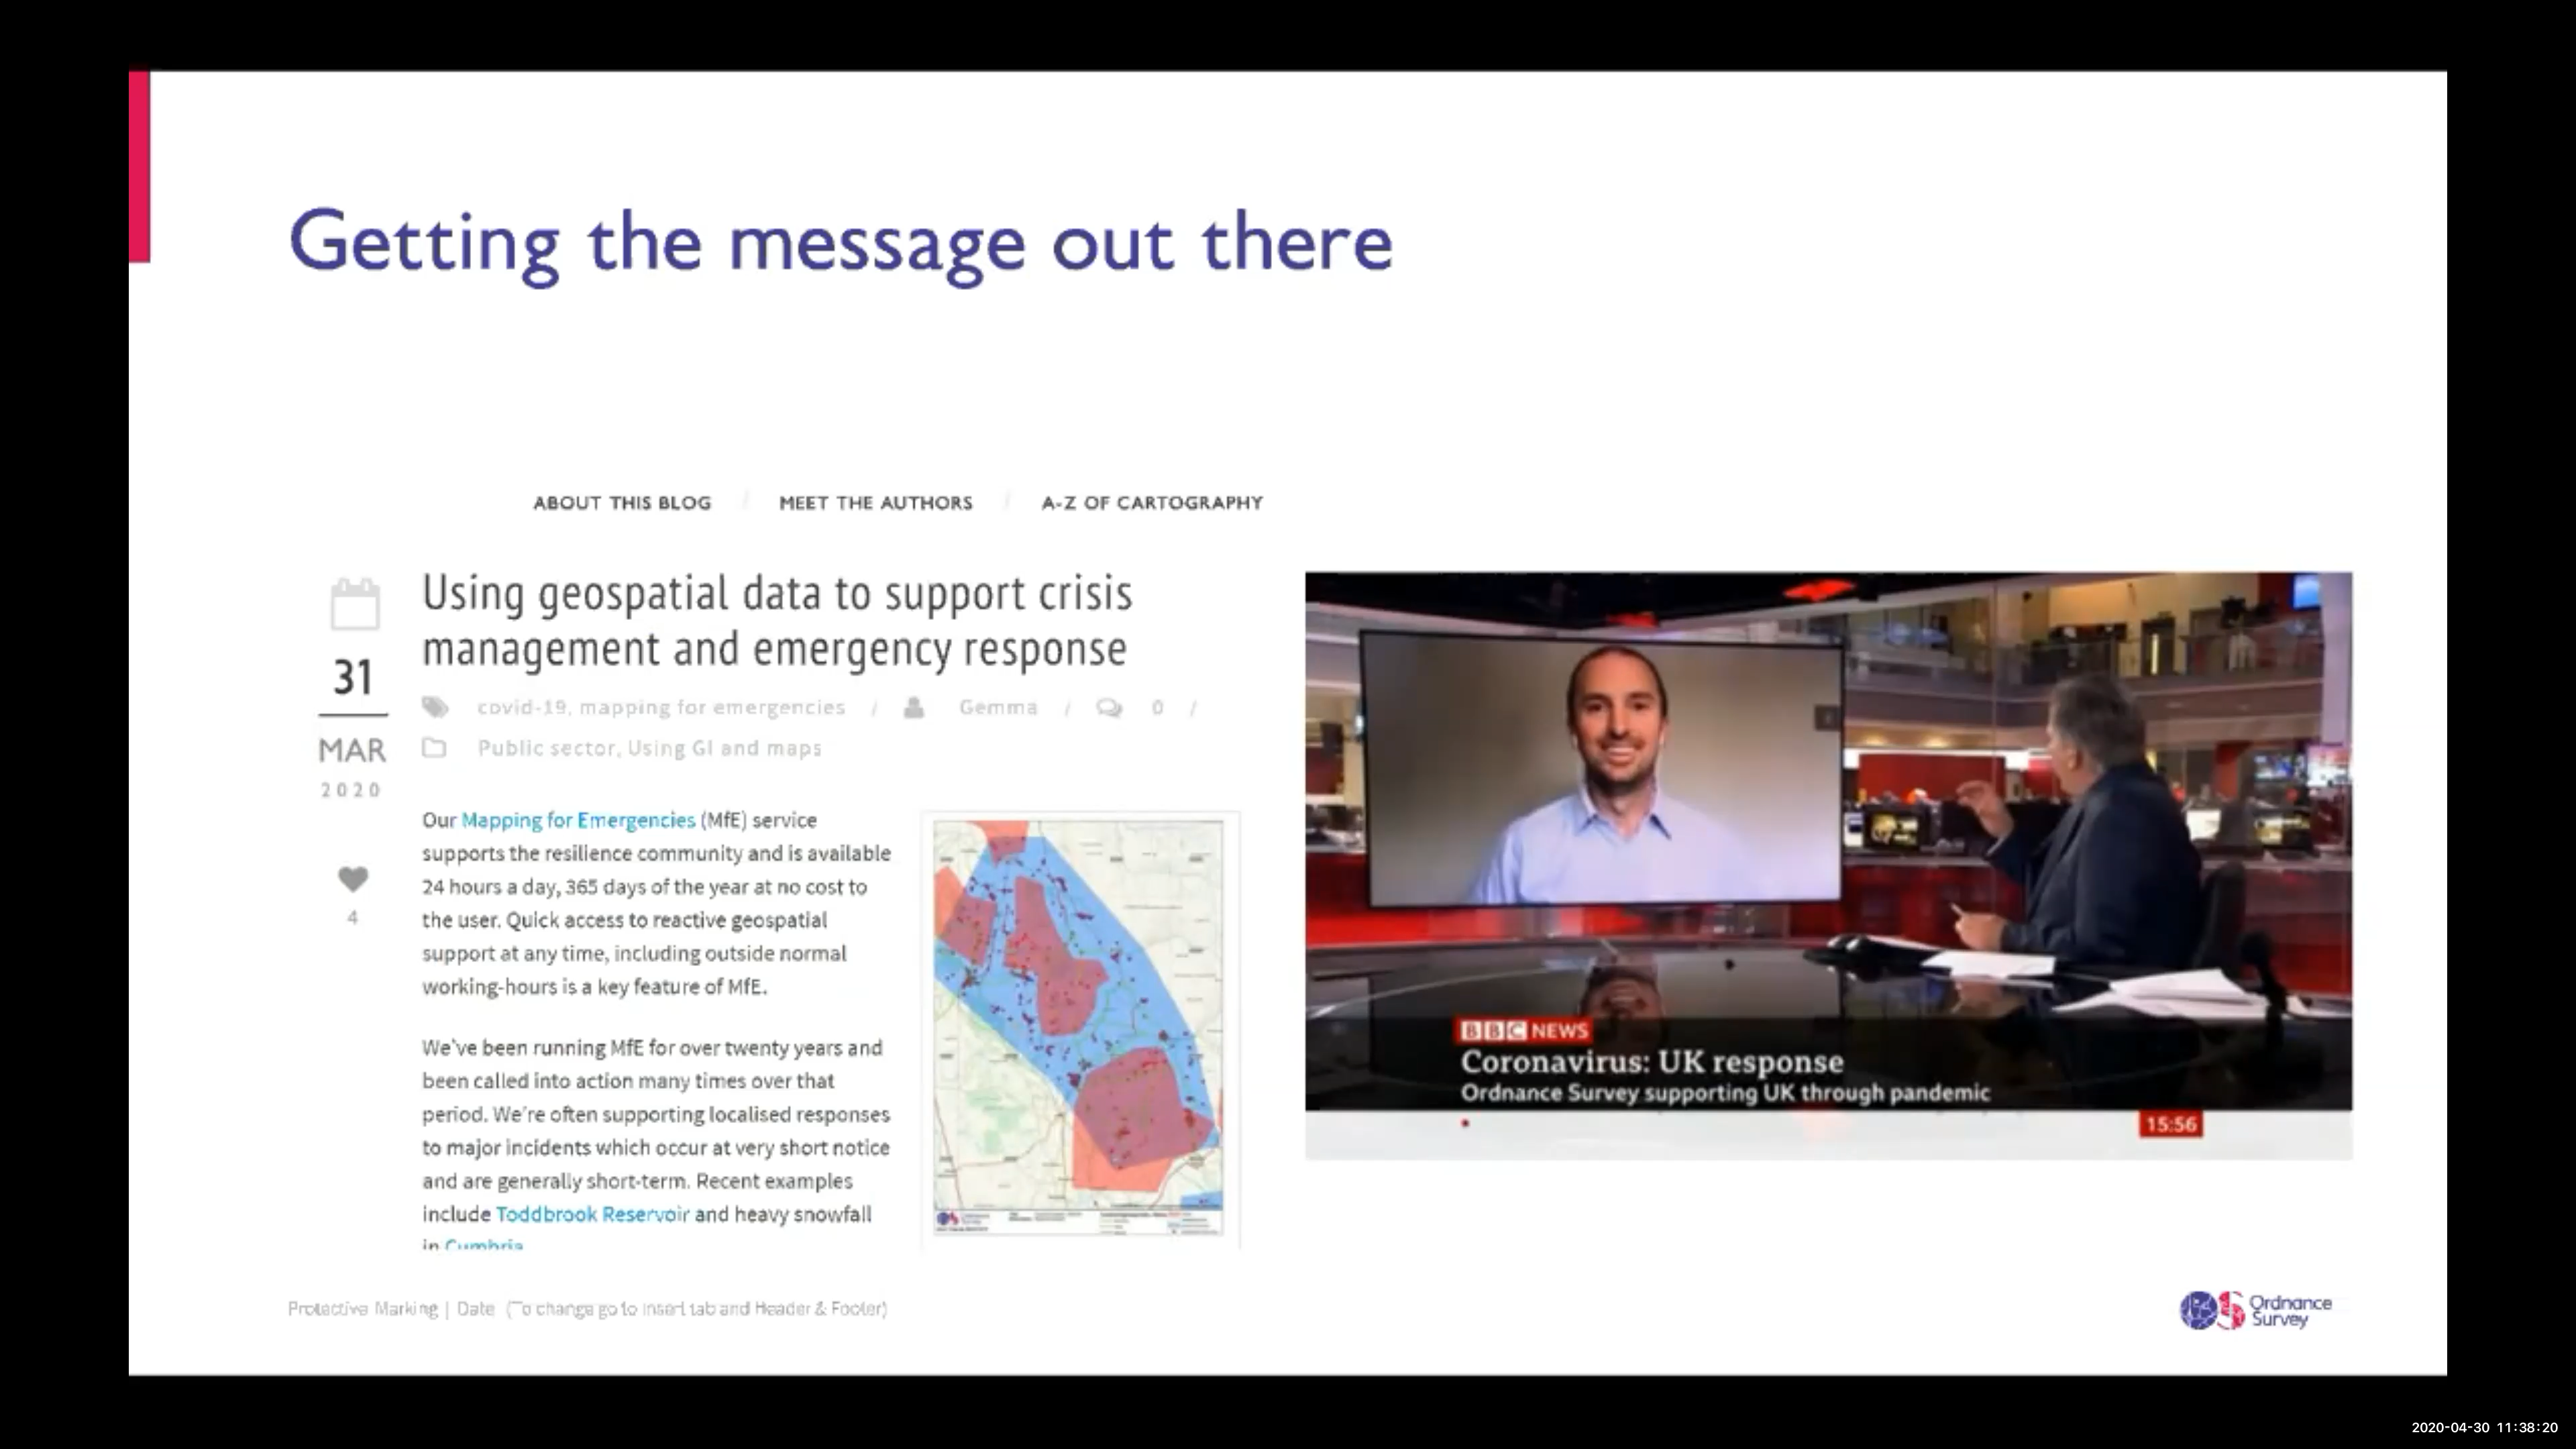 Getting the message out there
ABOUT THIS BLOG / MEET THE AUTHORS / A-Z OF CARTOGRAPHY
31
MAR
2020
4
Using geospatial data to support crisis
management and emergency response
covid-19, mapping for emergencies / Gemma / 0 /
Public sector, Using GI and maps
Our Mapping for Emergencies (MfE) service
supports the resilience community and is available
24 hours a day, 365 days of the year at no cost to
the user. Quick access to reactive geospatial
support at any time, including outside normal
working-hours is a key feature of MfE.
We've been running MfE for over twenty years and
been called into action many times over that
period. We're often supporting localised responses
to major incidents which occur at very short notice
and are generally short-term. Recent examples
include Toddbrook Reservoir and heavy snowfall
in Cumbria
BBC NEWS
Coronavirus: UK response
Ordnance Survey supporting UK through pandemic
15:56
Protective Marking | Date (To change go to insert tab and Header & Footer)
Ordnance
Survey
2020-04-30 11:38:20